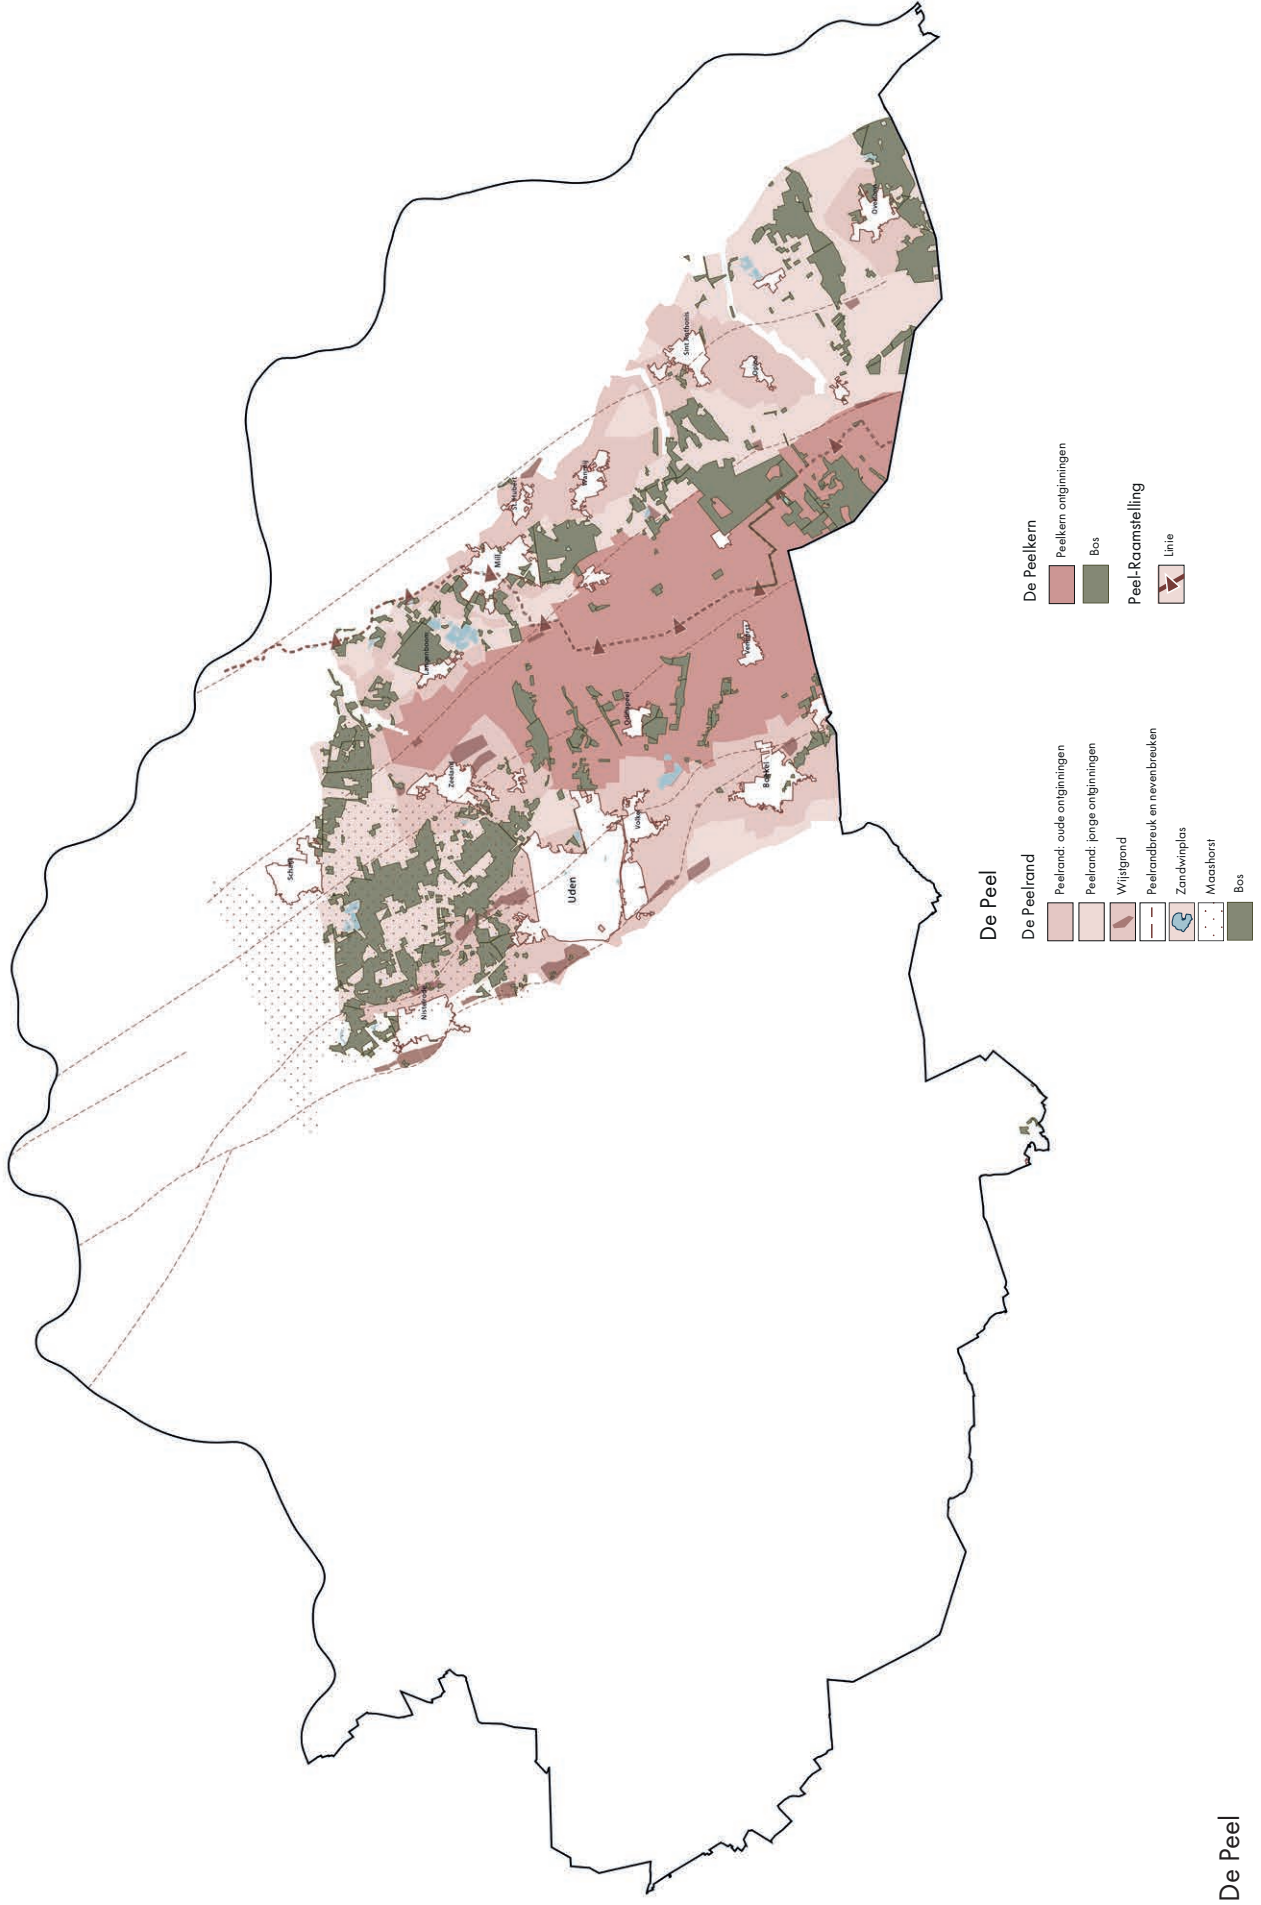 Schaijk
Nistelrode
Zeeland
Langenboom
Mill
St. Hubert
Wanroij
Uden
Volkel
Odiliapeel
Boekel
Venhorst
Sint Anthonis
Oploo
Overloon
De Peel
De Peelrand
Peelrand: oude ontginningen
Peelrand: jonge ontginningen
Wijstgrond
Peelrandbreuk en nevenbreuken
Zandwinplas
Maashorst
Bos
De Peelkern
Peelkern ontginningen
Bos
Peel-Raamstelling
Linie
De Peel